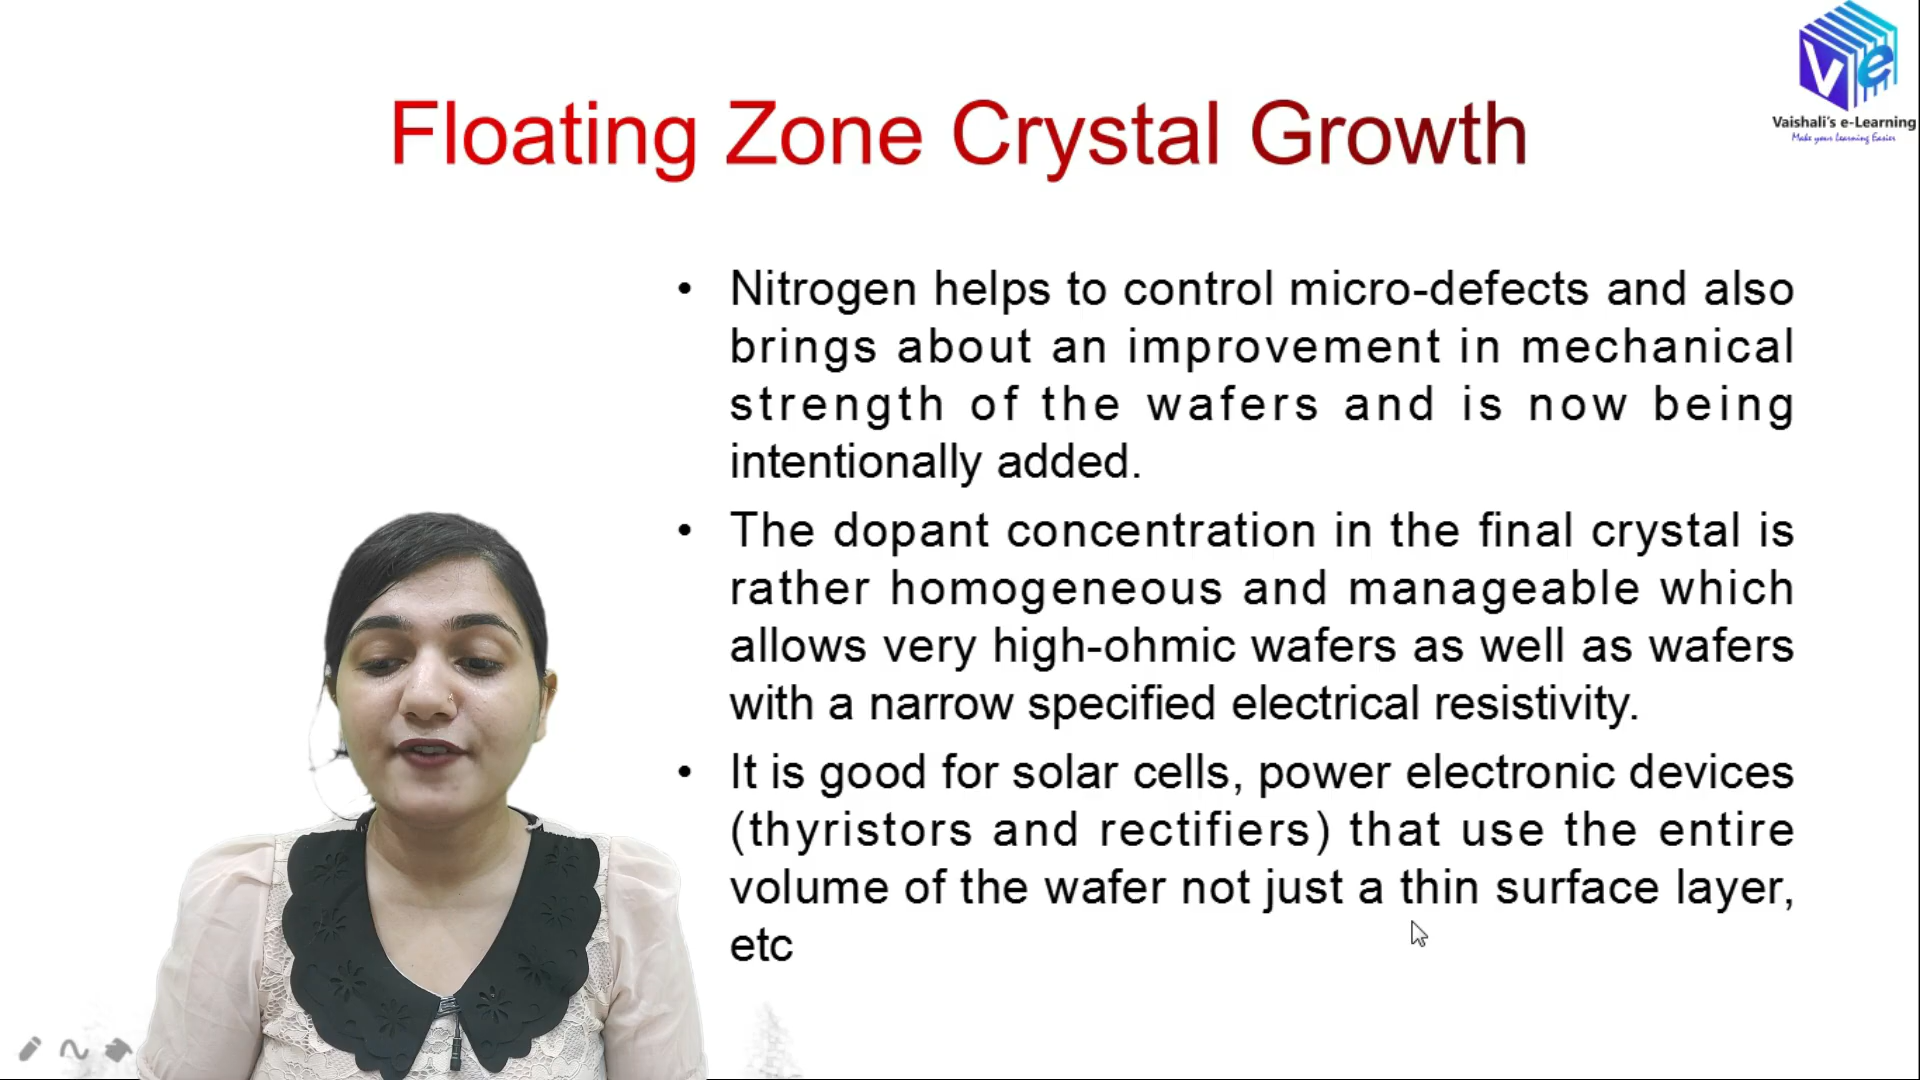 Vaishali's e-Learning
Make your Learning Easier
Floating Zone Crystal Growth
• Nitrogen helps to control micro-defects and also
brings about an improvement in mechanical
strength of the wafers and is now being
intentionally added.
• The dopant concentration in the final crystal is
rather homogeneous and manageable which
allows very high-ohmic wafers as well as wafers
with a narrow specified electrical resistivity.
• It is good for solar cells, power electronic devices
(thyristors and rectifiers) that use the entire
volume of the wafer not just a thin surface layer,
etc